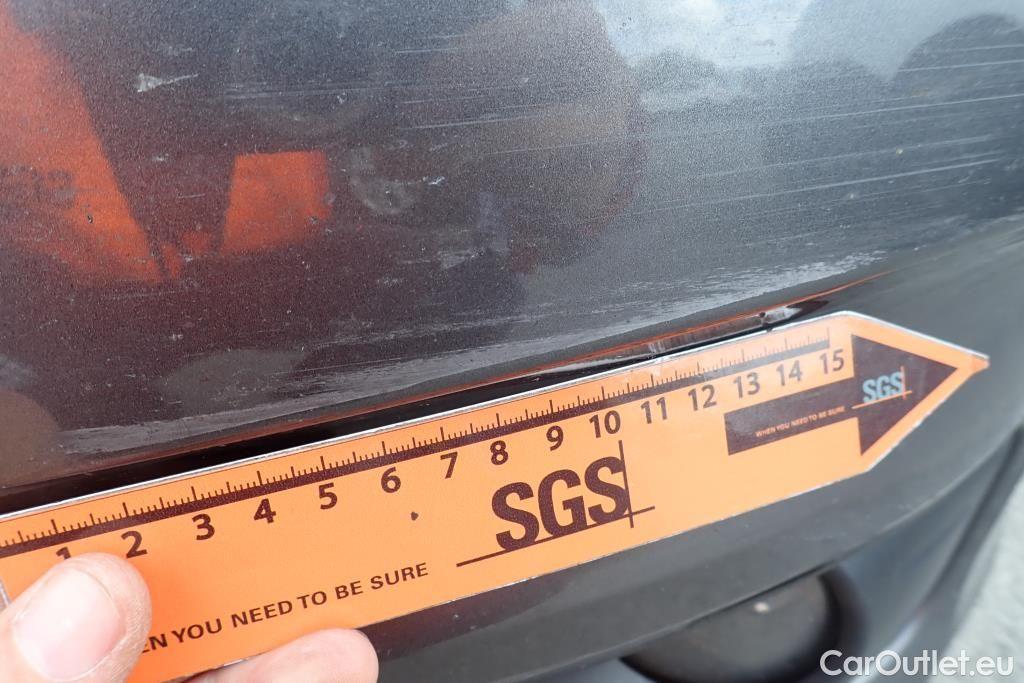 1 2 3 4 5 6 7 8 9 10 11 12 13 14 15
SGS
WHEN YOU NEED TO BE SURE
SGS
EN YOU NEED TO BE SURE
CarOutlet.eu